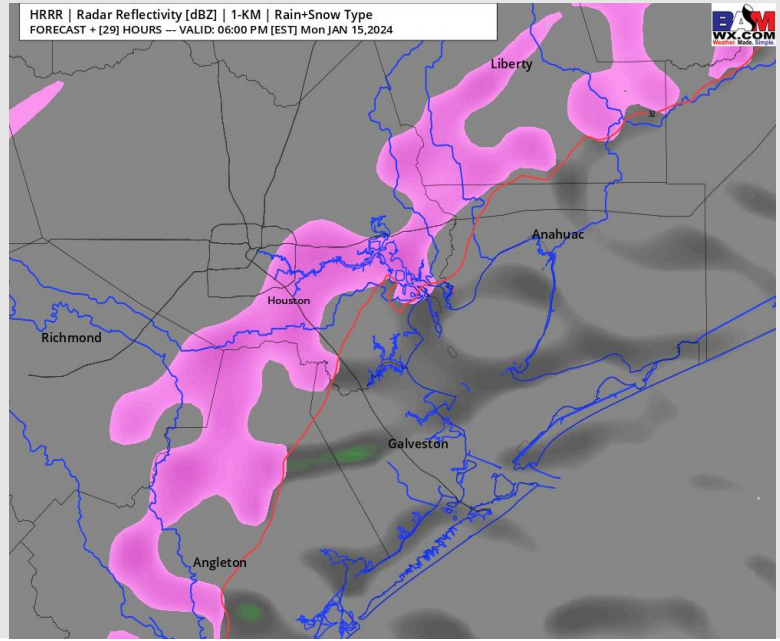 HRRR | Radar Reflectivity [dBZ] | 1-KM | Rain+Snow Type
FORECAST + [29] HOURS --- VALID: 06:00 PM [EST] Mon JAN 15,2024
BAM
WX.COM
Weather. Made. Simple.
Liberty
32
Anahuac
Houston
Richmond
Galveston
Angleton